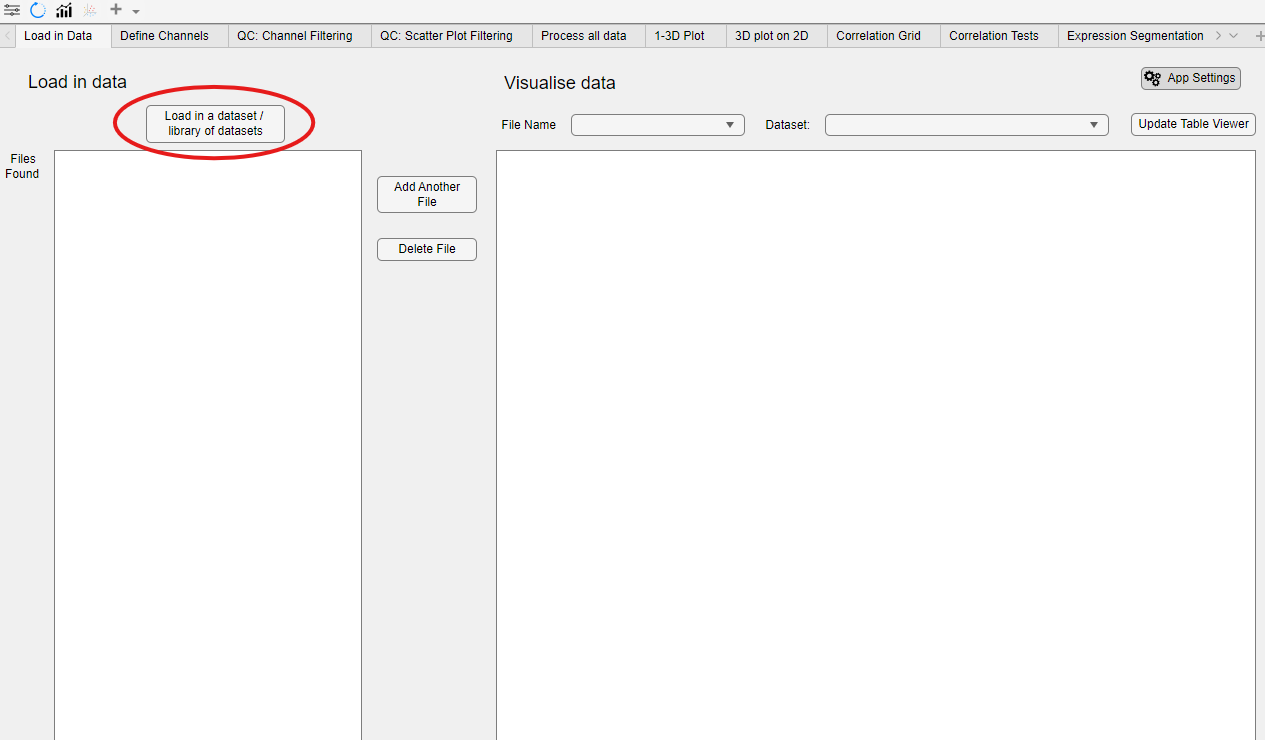 Load in Data
Define Channels
QC: Channel Filtering
QC: Scatter Plot Filtering
Process all data
1-3D Plot
3D plot on 2D
Correlation Grid
Correlation Tests
Expression Segmentation
Load in data
Visualise data
App Settings
Load in a dataset /
library of datasets
File Name
Dataset:
Update Table Viewer
Files
Found
Add Another
File
Delete File